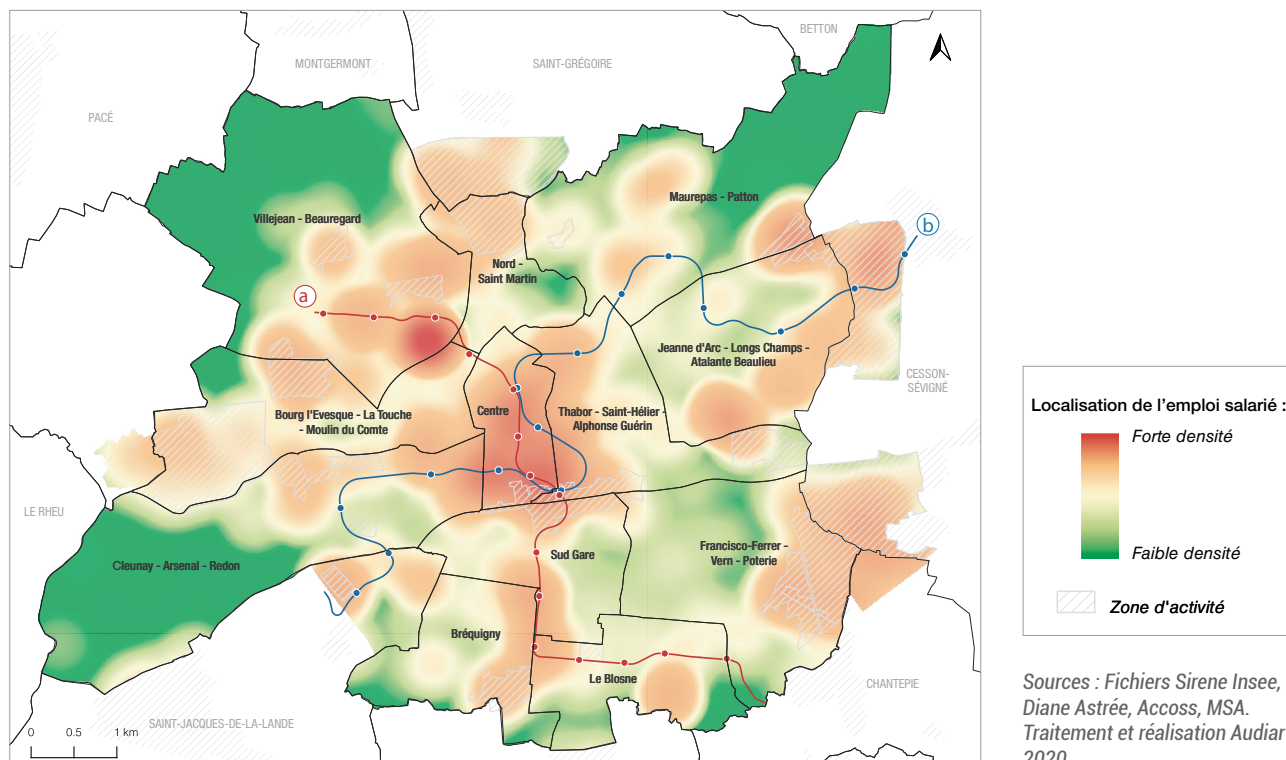 BETTON
MONTGERMONT
SAINT-GRÉGOIRE
PACÉ
Maurepas - Patton
Villejean - Beauregard
b
Nord -
Saint Martin
a
Jeanne d'Arc - Longs Champs -
Atalante Beaulieu
CESSON-
SÉVIGNÉ
Bourg l'Evesque - La Touche
- Moulin du Comte
Centre
Thabor - Saint-Hélier -
Alphonse Guérin
LE RHEU
Cleunay - Arsenal - Redon
Sud Gare
Francisco-Ferrer -
Vern - Poterie
Bréquigny
Le Blosne
CHANTEPIE
SAINT-JACQUES-DE-LA-LANDE
0 0.5 1 km
Localisation de l'emploi salarié :
Forte densité
Faible densité
Zone d'activité
Sources : Fichiers Sirene Insee,
Diane Astrée, Accoss, MSA.
Traitement et réalisation Audiar
2020